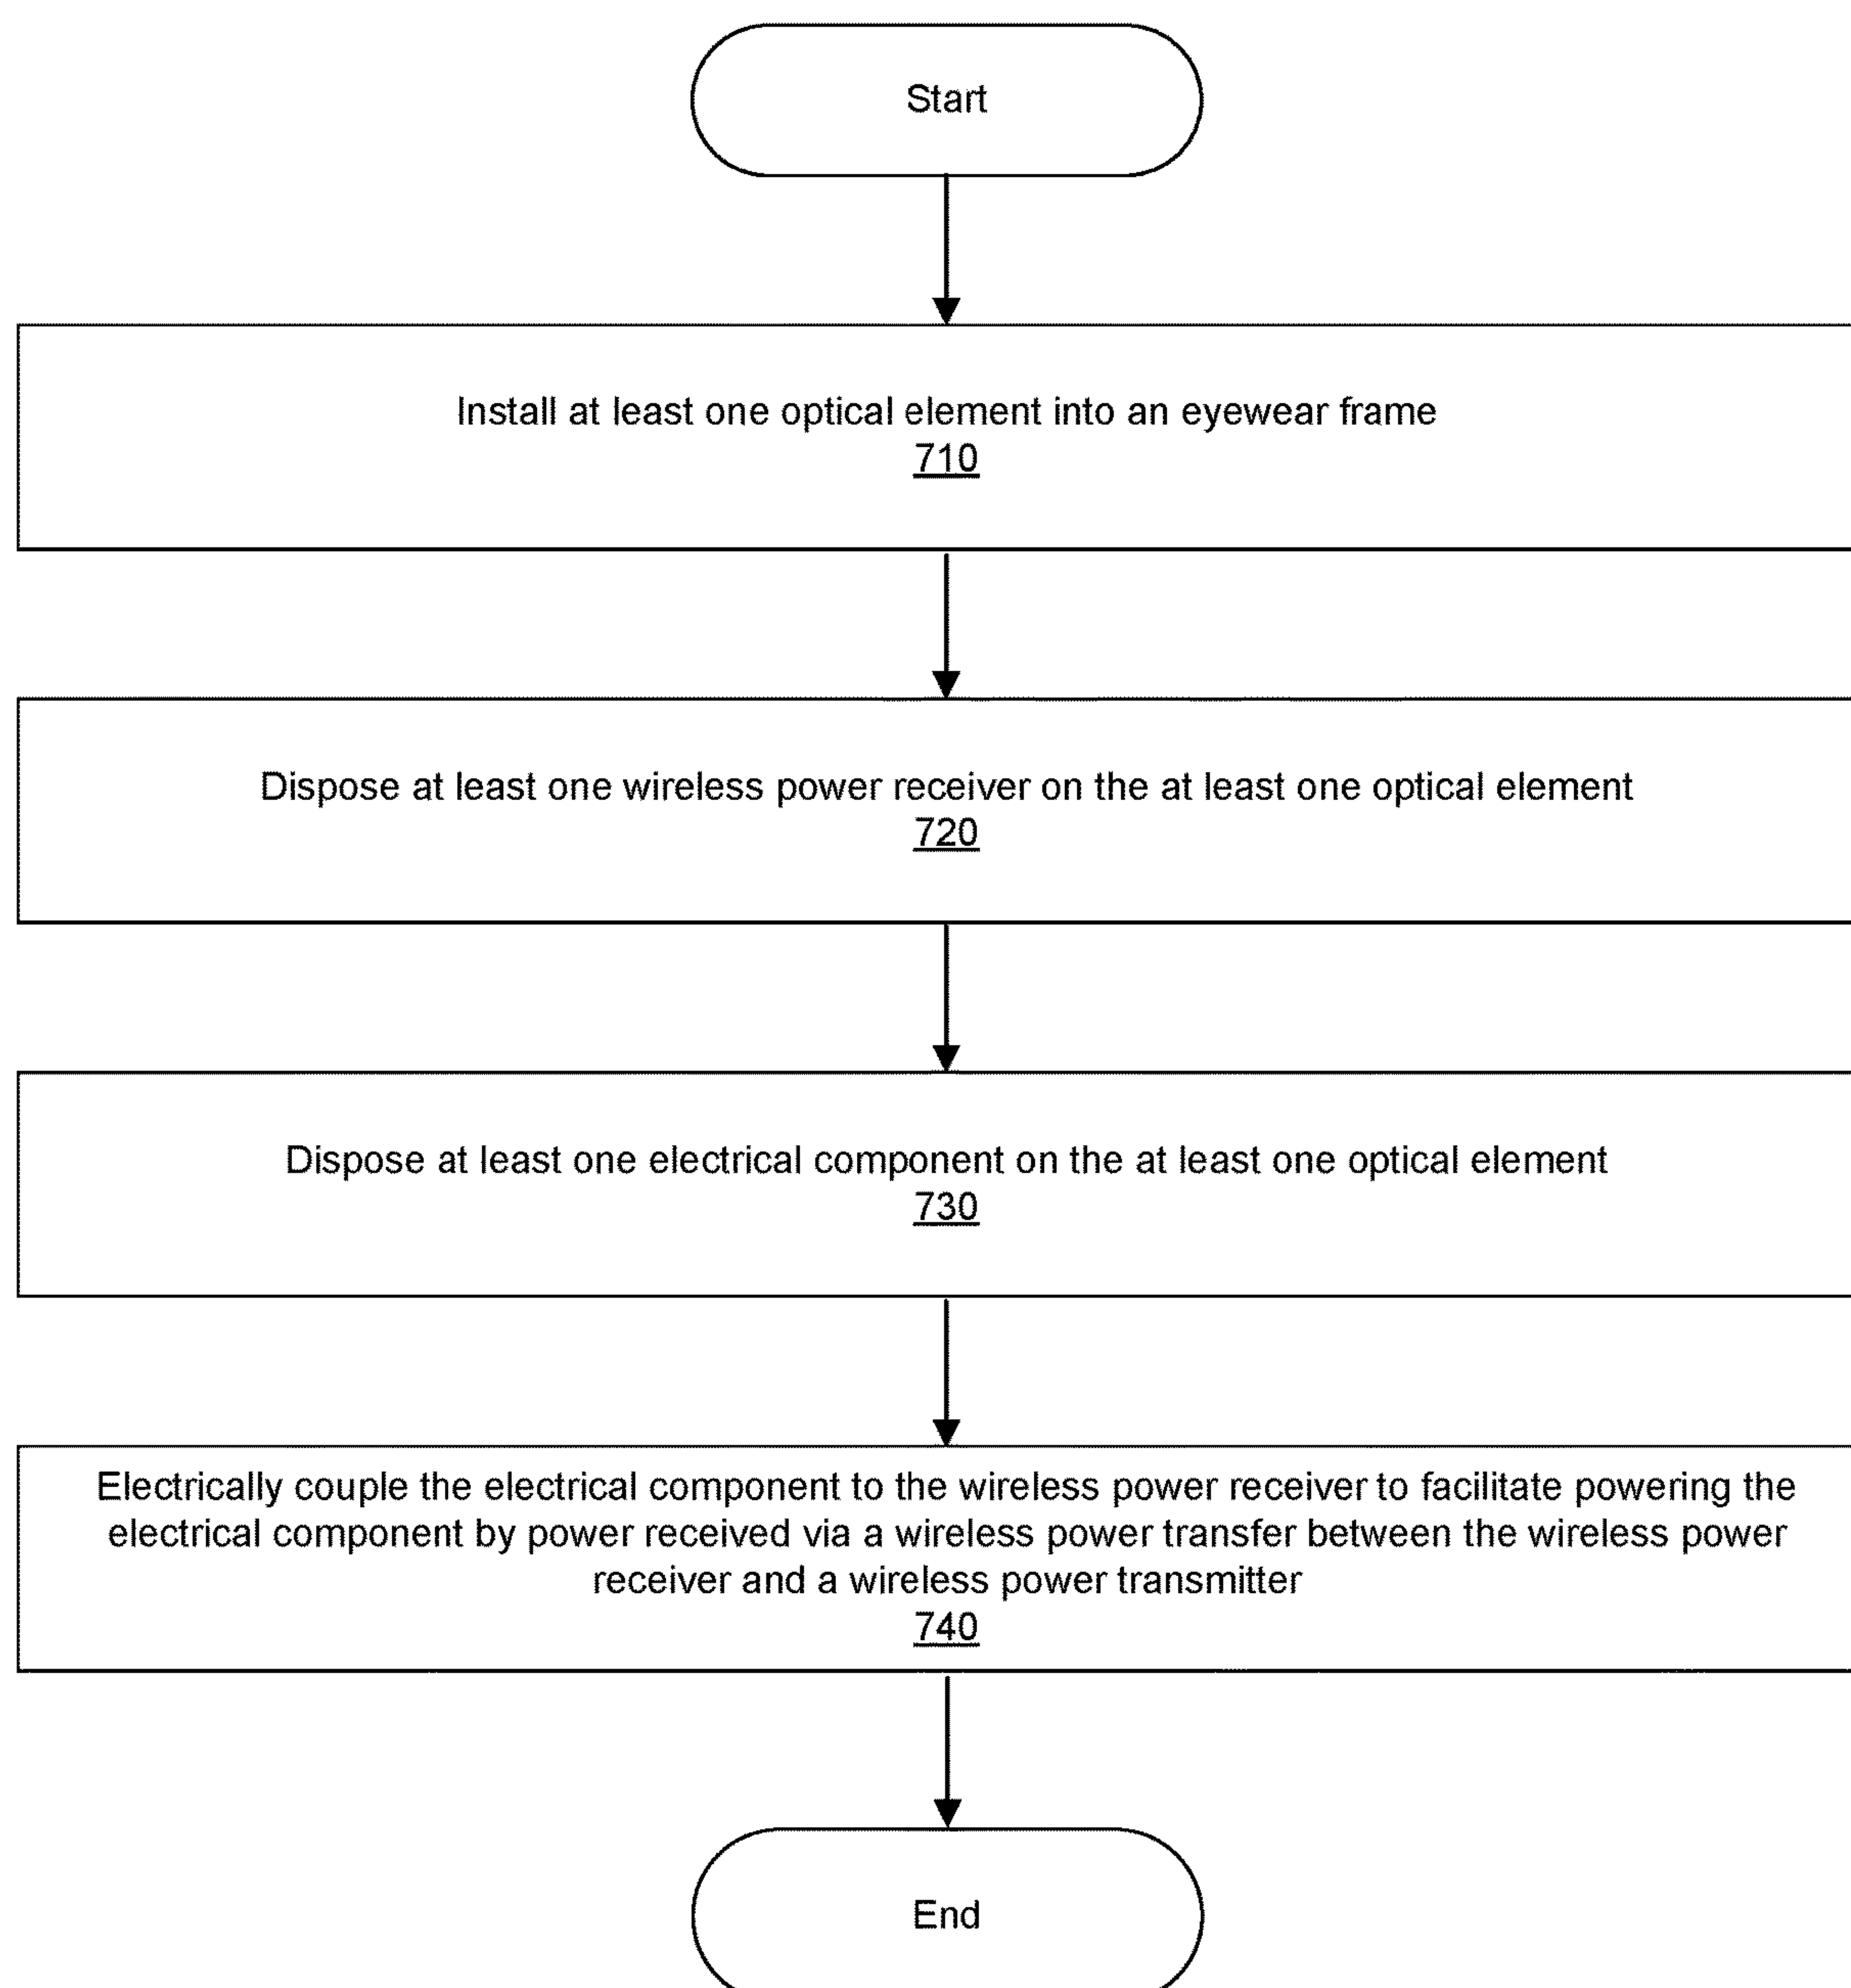 Start
Install at least one optical element into an eyewear frame
710
Dispose at least one wireless power receiver on the at least one optical element
720
Dispose at least one electrical component on the at least one optical element
730
Electrically couple the electrical component to the wireless power receiver to facilitate powering the
electrical component by power received via a wireless power transfer between the wireless power
receiver and a wireless power transmitter
740
End